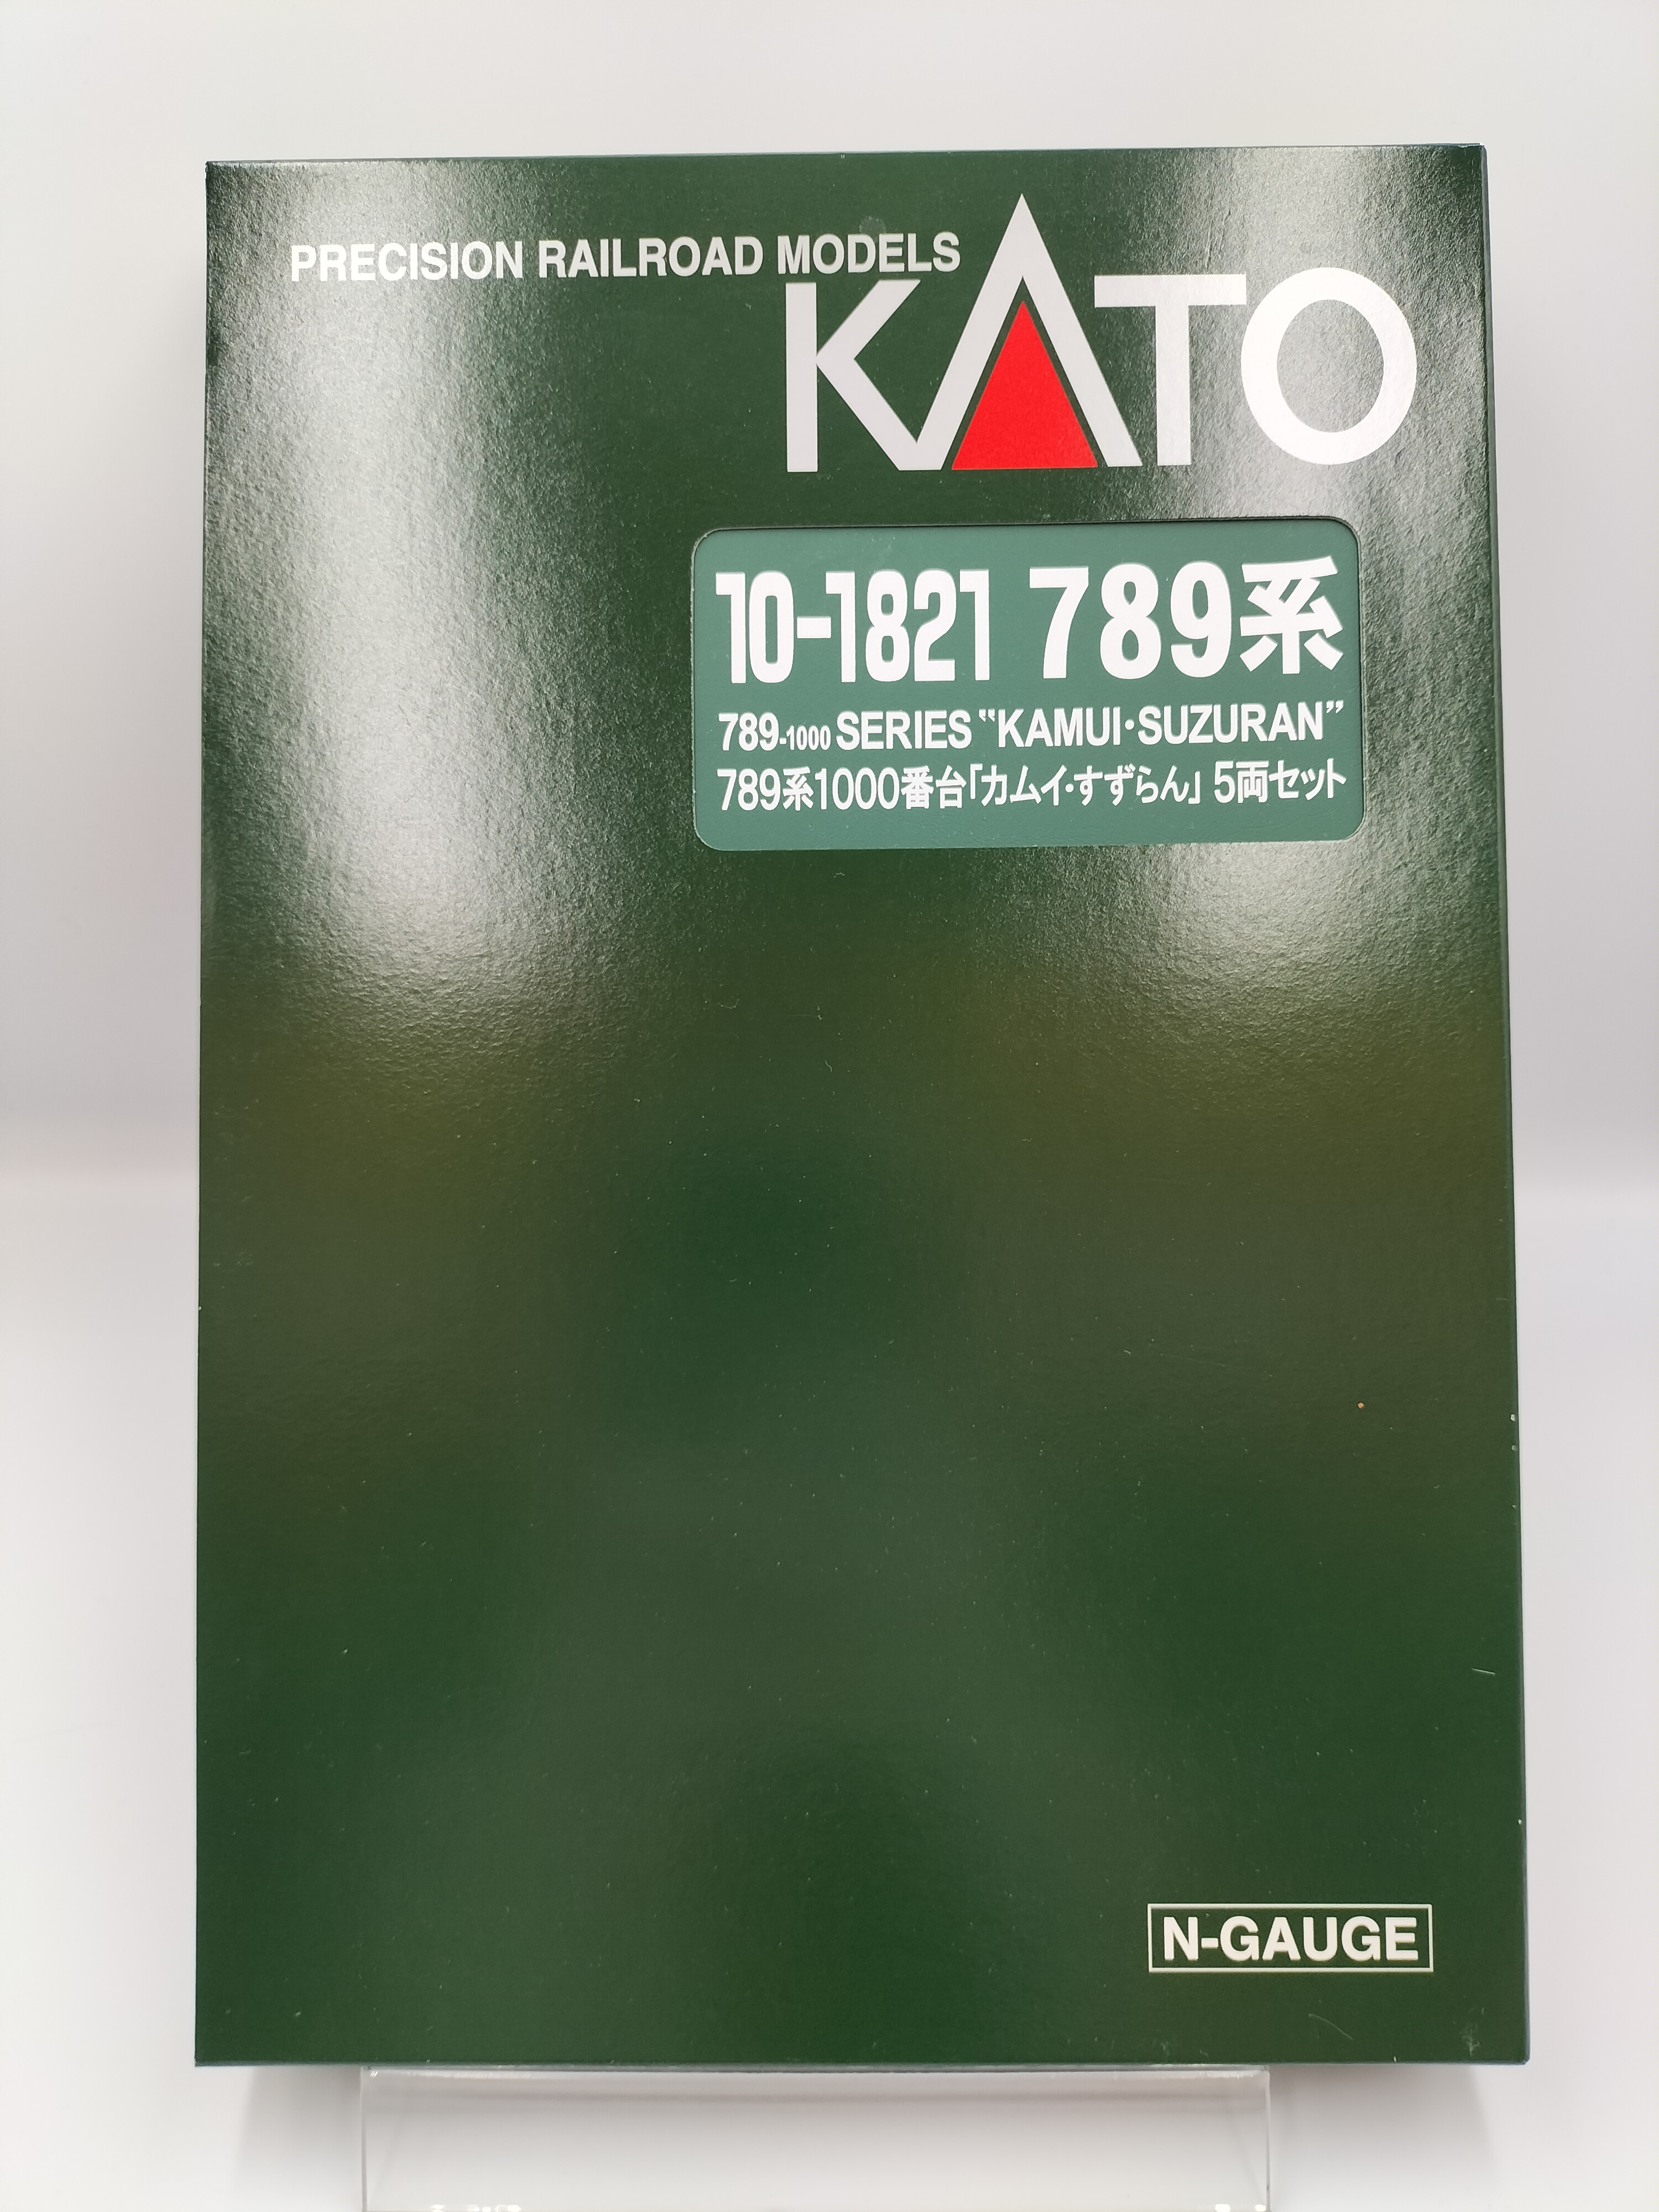 PRECISION RAILROAD MODELS
KATO
10-1821 789系
789-1000 SERIES “KAMUI・SUZURAN”
789系1000番台「カムイ・すずらん」 5両セット
N-GAUGE